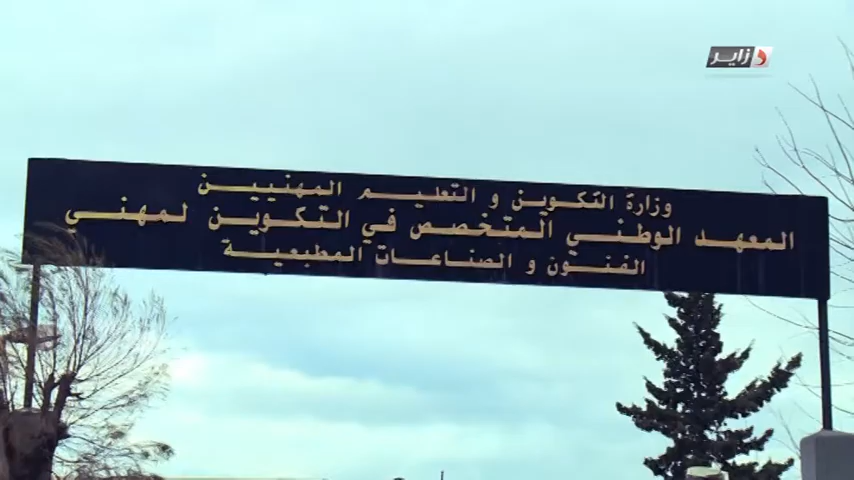 زاير
وزارة التكوين و التعليم المهنيين
المعهد الوطني المتخصص في التكوين لمهني
الفنون و الصناعات المطبعية